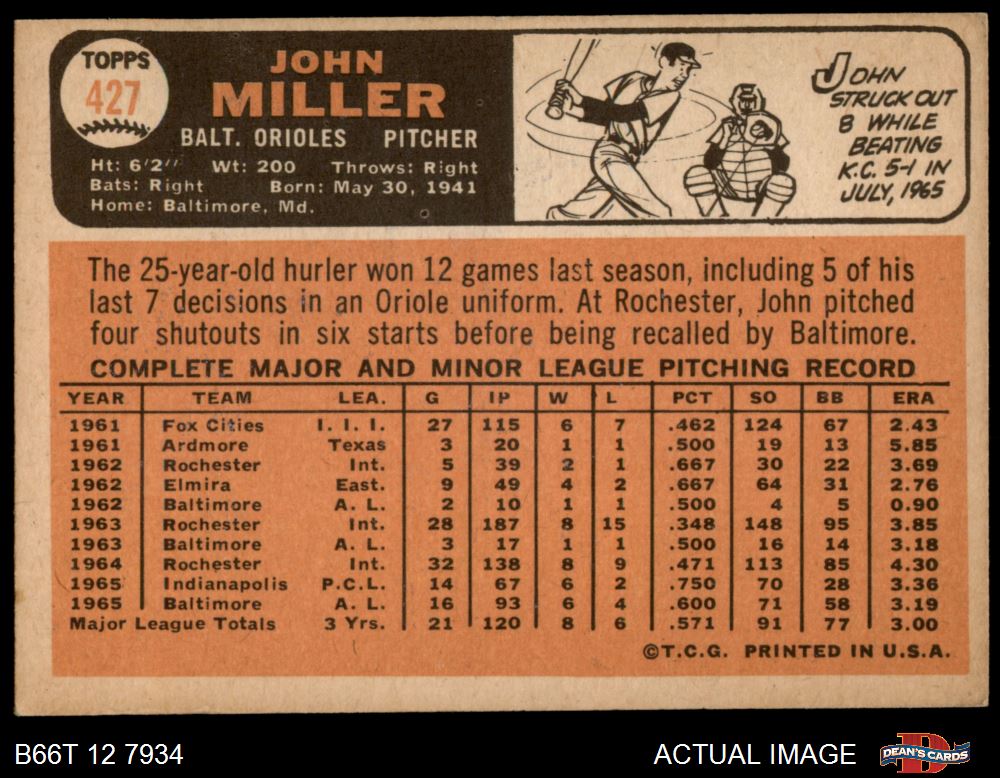 TOPPS
427
JOHN
MILLER
BALT. ORIOLES PITCHER
Ht: 6'2" Wt: 200 Throws: Right
Bats: Right Born: May 30, 1941
Home: Baltimore, Md.
JOHN
STRUCK OUT
8 WHILE
BEATING
K.C. 5-1 IN
JULY, 1965
The 25-year-old hurler won 12 games last season, including 5 of his
last 7 decisions in an Oriole uniform. At Rochester, John pitched
four shutouts in six starts before being recalled by Baltimore.
COMPLETE MAJOR AND MINOR LEAGUE PITCHING RECORD
YEAR TEAM LEA. G IP W L PCT SO BB ERA
1961 Fox Cities I. I. I. 27 115 6 7 .462 124 67 2.43
1961 Ardmore Texas 3 20 1 1 .500 19 13 5.85
1962 Rochester Int. 5 39 2 1 .667 30 22 3.69
1962 Elmira East. 9 49 4 2 .667 64 31 2.76
1962 Baltimore A. L. 2 10 1 1 .500 4 5 0.90
1963 Rochester Int. 28 187 8 15 .348 148 95 3.85
1963 Baltimore A. L. 3 17 1 1 .500 16 14 3.18
1964 Rochester Int. 32 138 8 9 .471 113 85 4.30
1965 Indianapolis P.C.L. 14 67 6 2 .750 70 28 3.36
1965 Baltimore A. L. 16 93 6 4 .600 71 58 3.19
Major League Totals 3 Yrs. 21 120 8 6 .571 91 77 3.00
©T.C.G. PRINTED IN U.S.A.
B66T 12 7934 ACTUAL IMAGE
DEAN'S CARDS